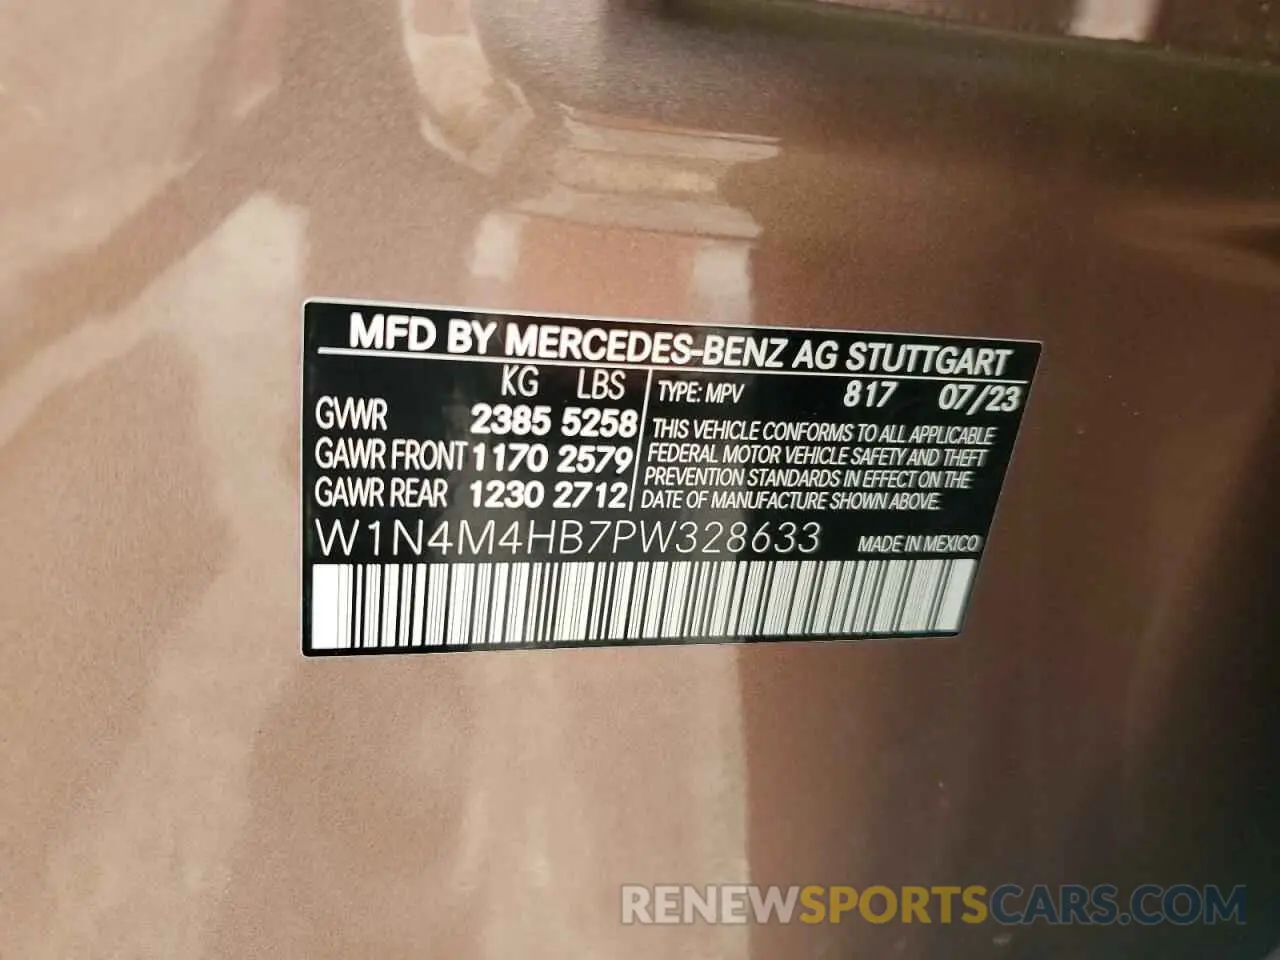 MFD BY MERCEDES-BENZ AG STUTTGART
KG LBS
GVWR 2385 5258
GAWR FRONT 1170 2579
GAWR REAR 1230 2712
TYPE: MPV 817 07/23
THIS VEHICLE CONFORMS TO ALL APPLICABLE
FEDERAL MOTOR VEHICLE SAFETY AND THEFT
PREVENTION STANDARDS IN EFFECT ON THE
DATE OF MANUFACTURE SHOWN ABOVE.
W1N4M4HB7PW328633 MADE IN MEXICO
RENEWSPORTSCARS.COM